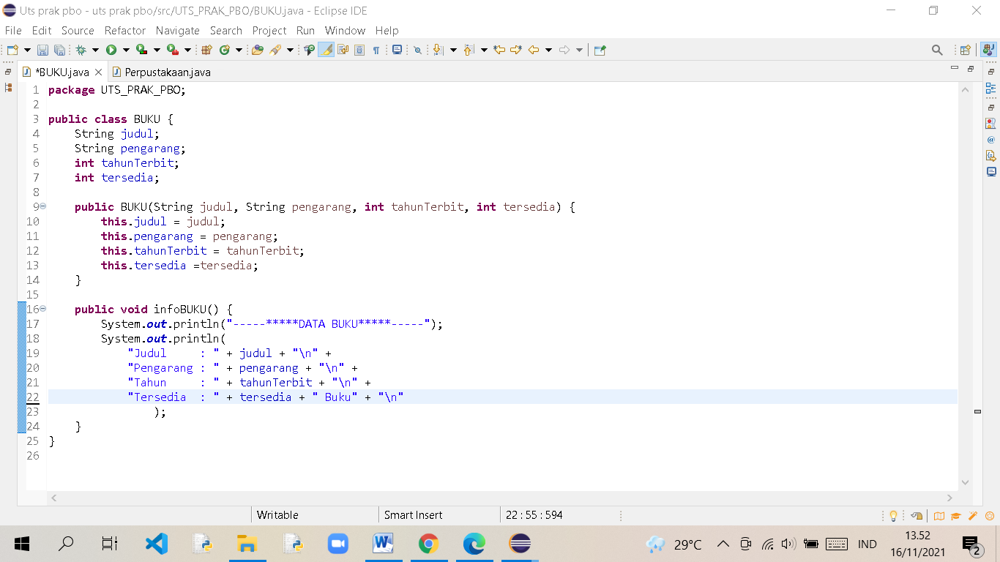 Uts prak pbo - uts prak pbo/src/UTS_PRAK_PBO/BUKU.java - Eclipse IDE
File Edit Source Refactor Navigate Search Project Run Window Help
*BUKU.java Perpustakaan.java
1 package UTS_PRAK_PBO;
2
3 public class BUKU {
4     String judul;
5     String pengarang;
6     int tahunTerbit;
7     int tersedia;
8
9     public BUKU(String judul, String pengarang, int tahunTerbit, int tersedia) {
10         this.judul = judul;
11         this.pengarang = pengarang;
12         this.tahunTerbit = tahunTerbit;
13         this.tersedia =tersedia;
14     }
15
16     public void infoBUKU() {
17         System.out.println("-----*****DATA BUKU*****-----");
18         System.out.println(
19             "Judul     : " + judul + "\n" +
20             "Pengarang : " + pengarang + "\n" +
21             "Tahun     : " + tahunTerbit + "\n" +
22             "Tersedia  : " + tersedia + " Buku" + "\n"
23                 );
24     }
25 }
26
Writable Smart Insert 22 : 55 : 594
29°C IND 13.52
16/11/2021 2